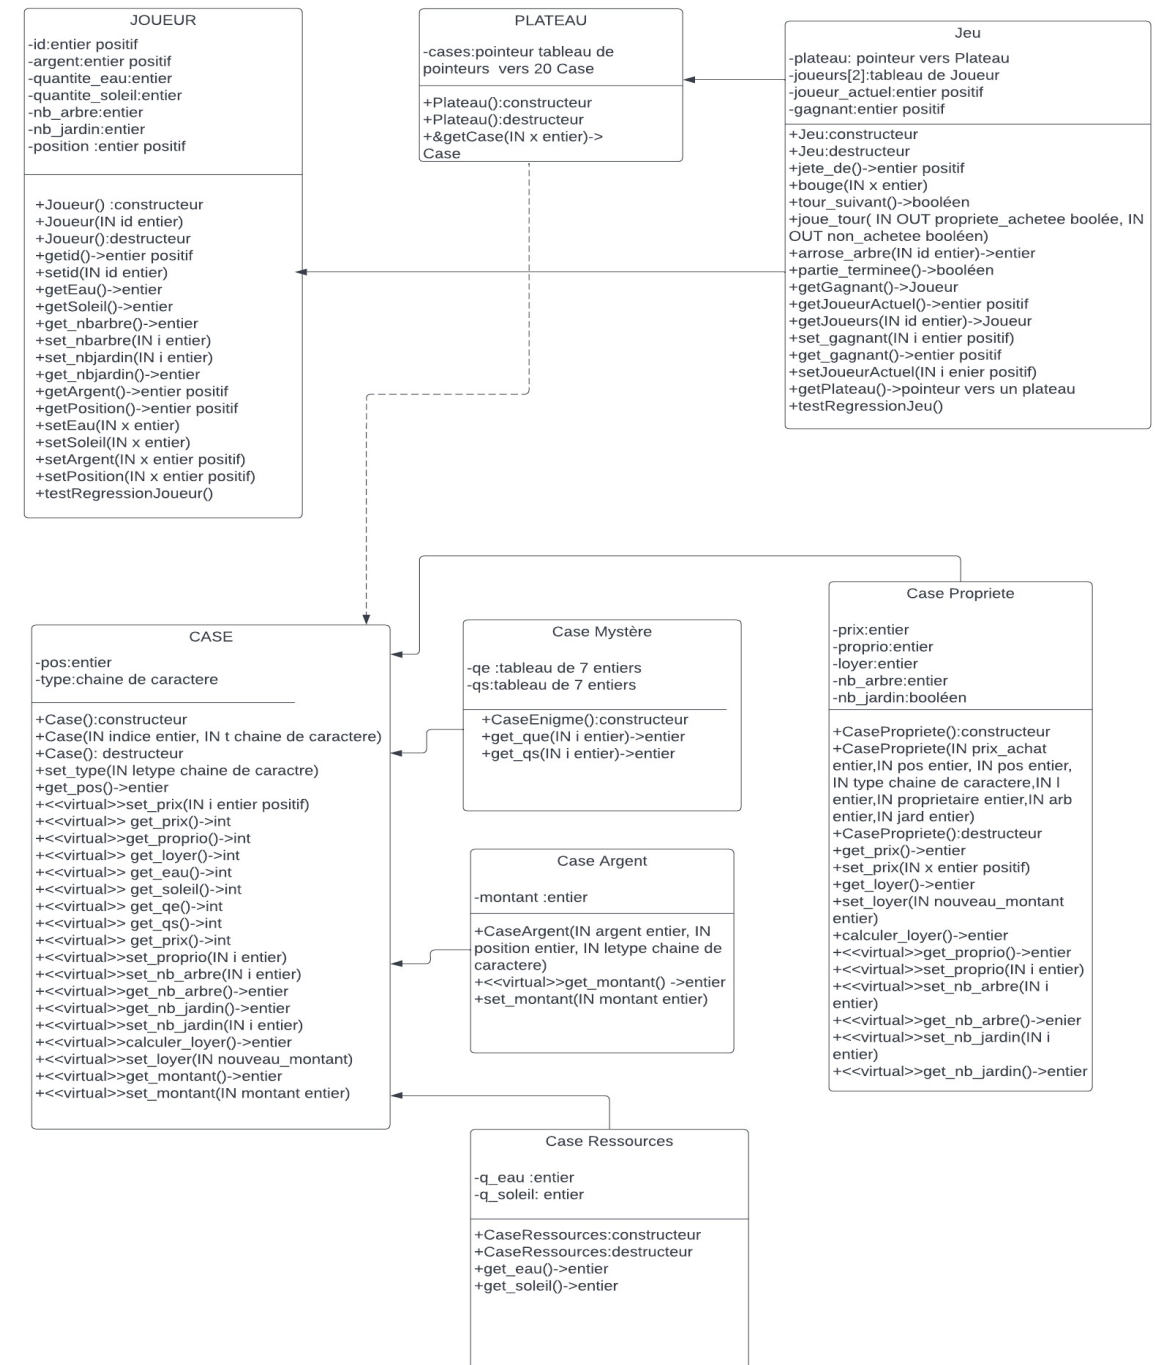 JOUEUR
-id:entier positif
-argent:entier positif
-quantite_eau:entier
-quantite_soleil:entier
-nb_arbre:entier
-nb_jardin:entier
-position :entier positif
+Joueur() :constructeur
+Joueur(IN id entier)
+Joueur():destructeur
+getid()->entier positif
+setid(IN id entier)
+getEau()->entier
+getSoleil()->entier
+get_nbarbre()->entier
+set_nbarbre(IN i entier)
+set_nbjardin(IN i entier)
+get_nbjardin()->entier
+getArgent()->entier positif
+getPosition()->entier positif
+setEau(IN x entier)
+setSoleil(IN x entier)
+setArgent(IN x entier positif)
+setPosition(IN x entier positif)
+testRegressionJoueur()
PLATEAU
-cases:pointeur tableau de
pointeurs vers 20 Case
+Plateau():constructeur
+Plateau():destructeur
+&getCase(IN x entier)->
Case
Jeu
-plateau: pointeur vers Plateau
-joueurs[2]:tableau de Joueur
-joueur_actuel:entier positif
-gagnant:entier positif
+Jeu:constructeur
+Jeu:destructeur
+jete_de()->entier positif
+bouge(IN x entier)
+tour_suivant()->booléen
+joue_tour( IN OUT propriete_achetee boolée, IN
OUT non_achetee booléen)
+arrose_arbre(IN id entier)->entier
+partie_terminee()->booléen
+getGagnant()->Joueur
+getJoueurActuel()->entier positif
+getJoueurs(IN id entier)->Joueur
+set_gagnant(IN i entier positif)
+get_gagnant()->entier positif
+setJoueurActuel(IN i enier positif)
+getPlateau()->pointeur vers un plateau
+testRegressionJeu()
CASE
-pos:entier
-type:chaine de caractere
+Case():constructeur
+Case(IN indice entier, IN t chaine de caractere)
+Case(): destructeur
+set_type(IN letype chaine de caractre)
+get_pos()->entier
+<<virtual>>set_prix(IN i entier positif)
+<<virtual>> get_prix()->int
+<<virtual>>get_proprio()->int
+<<virtual>> get_loyer()->int
+<<virtual>> get_eau()->int
+<<virtual>> get_soleil()->int
+<<virtual>> get_qe()->int
+<<virtual>> get_qs()->int
+<<virtual>> get_prix()->int
+<<virtual>>set_proprio(IN i entier)
+<<virtual>>set_nb_arbre(IN i entier)
+<<virtual>>get_nb_arbre()->entier
+<<virtual>>get_nb_jardin()->entier
+<<virtual>>set_nb_jardin(IN i entier)
+<<virtual>>calculer_loyer()->entier
+<<virtual>>set_loyer(IN nouveau_montant)
+<<virtual>>get_montant()->entier
+<<virtual>>set_montant(IN montant entier)
Case Mystère
-qe :tableau de 7 entiers
-qs:tableau de 7 entiers
+CaseEnigme():constructeur
+get_que(IN i entier)->entier
+get_qs(IN i entier)->entier
Case Argent
-montant :entier
+CaseArgent(IN argent entier, IN
position entier, IN letype chaine de
caractere)
+<<virtual>>get_montant() ->entier
+set_montant(IN montant entier)
Case Propriete
-prix:entier
-proprio:entier
-loyer:entier
-nb_arbre:entier
-nb_jardin:booléen
+CasePropriete():constructeur
+CasePropriete(IN prix_achat
entier,IN pos entier, IN pos entier,
IN type chaine de caractere,IN l
entier,IN proprietaire entier,IN arb
entier,IN jard entier)
+CasePropriete():destructeur
+get_prix()->entier
+set_prix(IN x entier positif)
+get_loyer()->entier
+set_loyer(IN nouveau_montant
entier)
+calculer_loyer()->entier
+<<virtual>>get_proprio()->entier
+<<virtual>>set_proprio(IN i entier)
+<<virtual>>set_nb_arbre(IN i
entier)
+<<virtual>>get_nb_arbre()->enier
+<<virtual>>set_nb_jardin(IN i
entier)
+<<virtual>>get_nb_jardin()->entier
Case Ressources
-q_eau :entier
-q_soleil: entier
+CaseRessources:constructeur
+CaseRessources:destructeur
+get_eau()->entier
+get_soleil()->entier